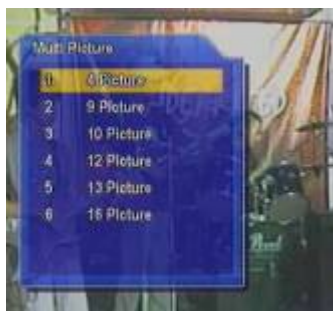 Multi Picture
1 4 Picture
2 9 Picture
3 10 Picture
4 12 Picture
5 13 Picture
6 16 Picture
Pearl